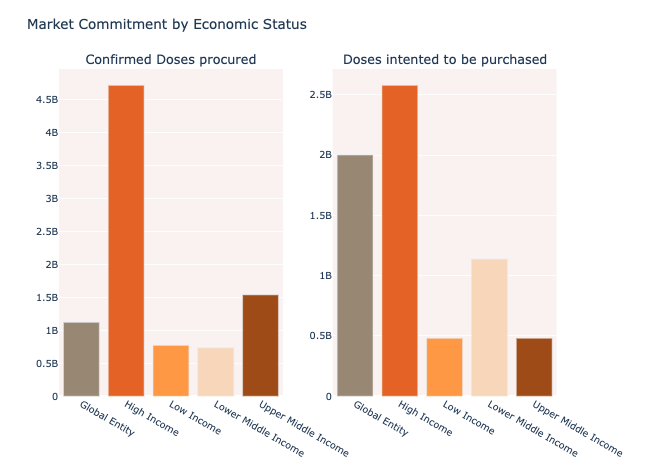 Market Commitment by Economic Status
Confirmed Doses procured
4.5B
4B
3.5B
3B
2.5B
2B
1.5B
1B
0.5B
0
Global Entity
High Income
Low Income
Lower Middle Income
Upper Middle Income
Doses intented to be purchased
2.5B
2B
1.5B
1B
0.5B
0
Global Entity
High Income
Low Income
Lower Middle Income
Upper Middle Income